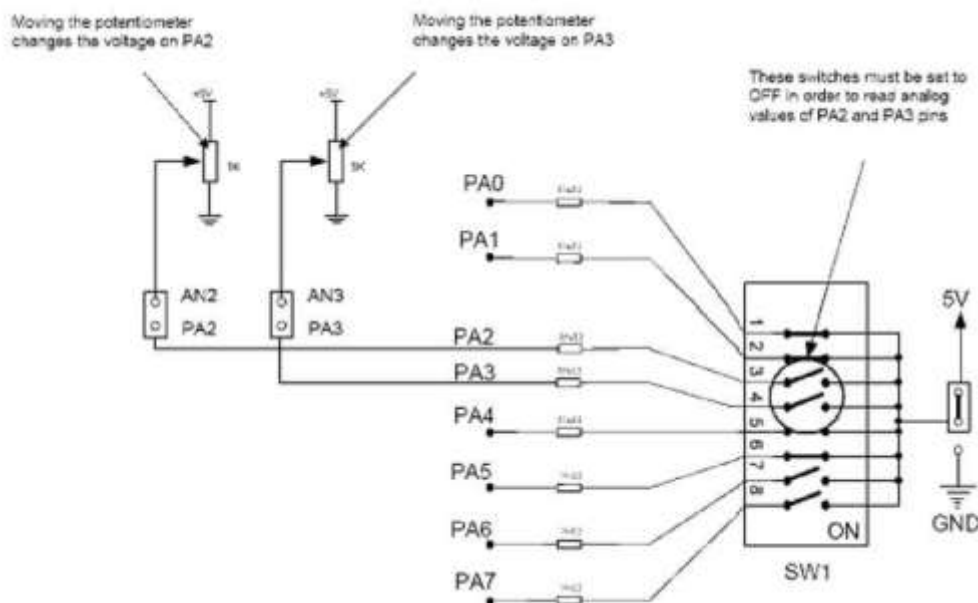 Moving the potentiometer
changes the voltage on PA2
Moving the potentiometer
changes the voltage on PA3
These switches must be set to
OFF in order to read analog
values of PA2 and PA3 pins
+5V
+5V
5K
PA0
PA1
AN2
PA2
AN3
PA3
PA2
PA3
PA4
PA5
PA6
PA7
1
2
3
4
5
6
7
8
ON
SW1
5V
GND